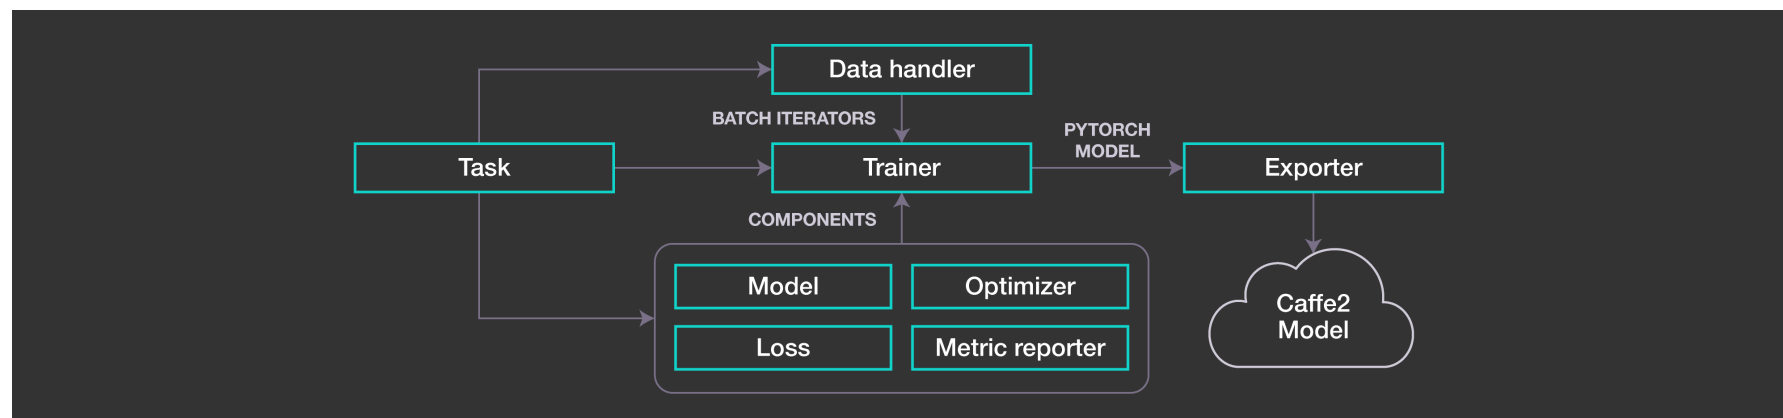 Data handler
BATCH ITERATORS
PYTORCH
MODEL
Task
Trainer
Exporter
COMPONENTS
Model
Optimizer
Loss
Metric reporter
Caffe2
Model